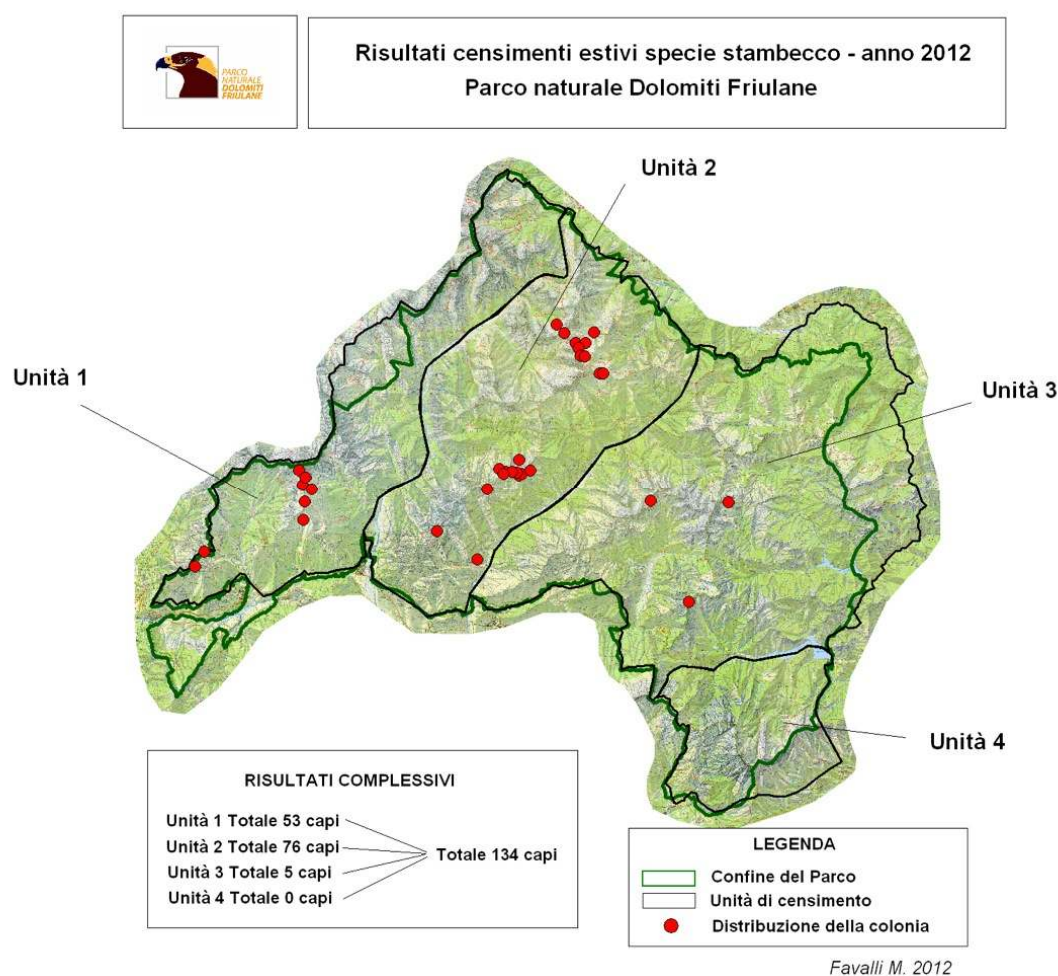 PARCO
NATURALE
DOLOMITI
FRIULANE
Risultati censimenti estivi specie stambecco - anno 2012
Parco naturale Dolomiti Friulane
Unità 2
Unità 1
Unità 3
Unità 4
RISULTATI COMPLESSIVI
Unità 1 Totale 53 capi
Unità 2 Totale 76 capi
Unità 3 Totale 5 capi
Unità 4 Totale 0 capi
Totale 134 capi
LEGENDA
Confine del Parco
Unità di censimento
Distribuzione della colonia
Favalli M. 2012